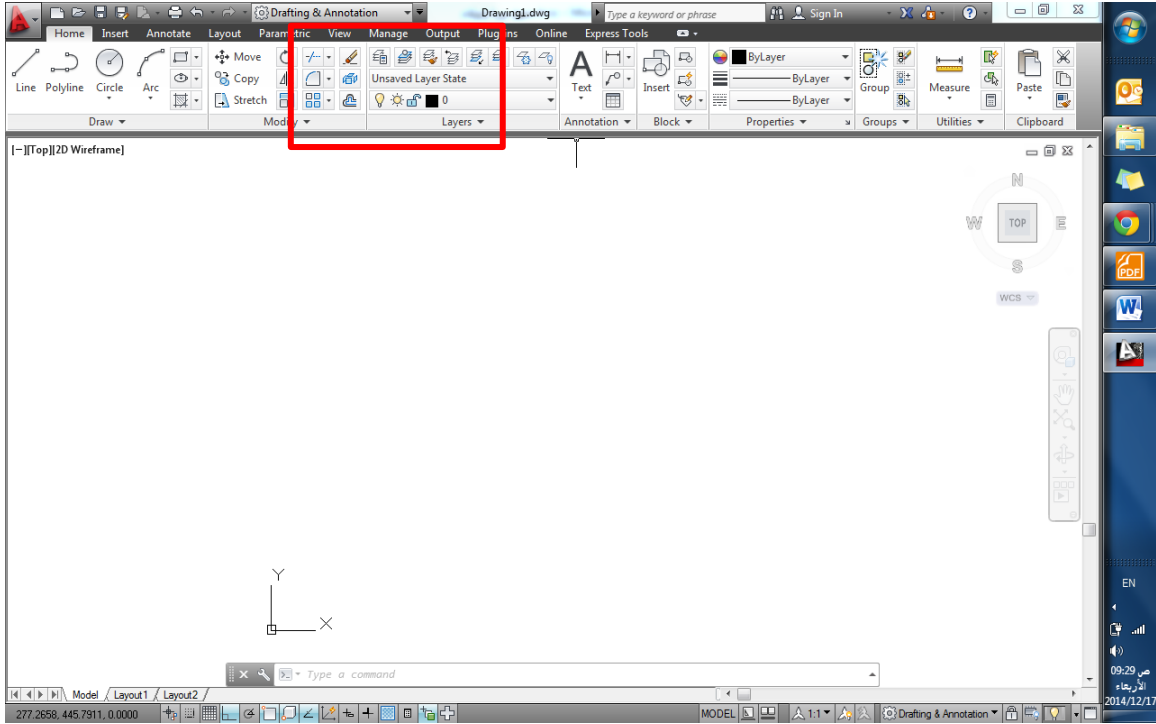 Drafting & Annotation Drawing1.dwg Type a keyword or phrase Sign In
Home Insert Annotate Layout Parametric View Manage Output Plug-ins Online Express Tools
Line Polyline Circle Arc
Move
Copy
Stretch
Unsaved Layer State
0
Text
Insert
ByLayer
ByLayer
ByLayer
Group
Measure
Paste
Draw Modify Layers Annotation Block Properties Groups Utilities Clipboard
[−][Top][2D Wireframe]
N
W TOP E
S
WCS
PDF
W
Y
X
Type a command
Model Layout1 Layout2
277.2658, 445.7911, 0.0000 MODEL 1:1 Drafting & Annotation
EN
09:29 ص
الأربعاء
2014/12/17